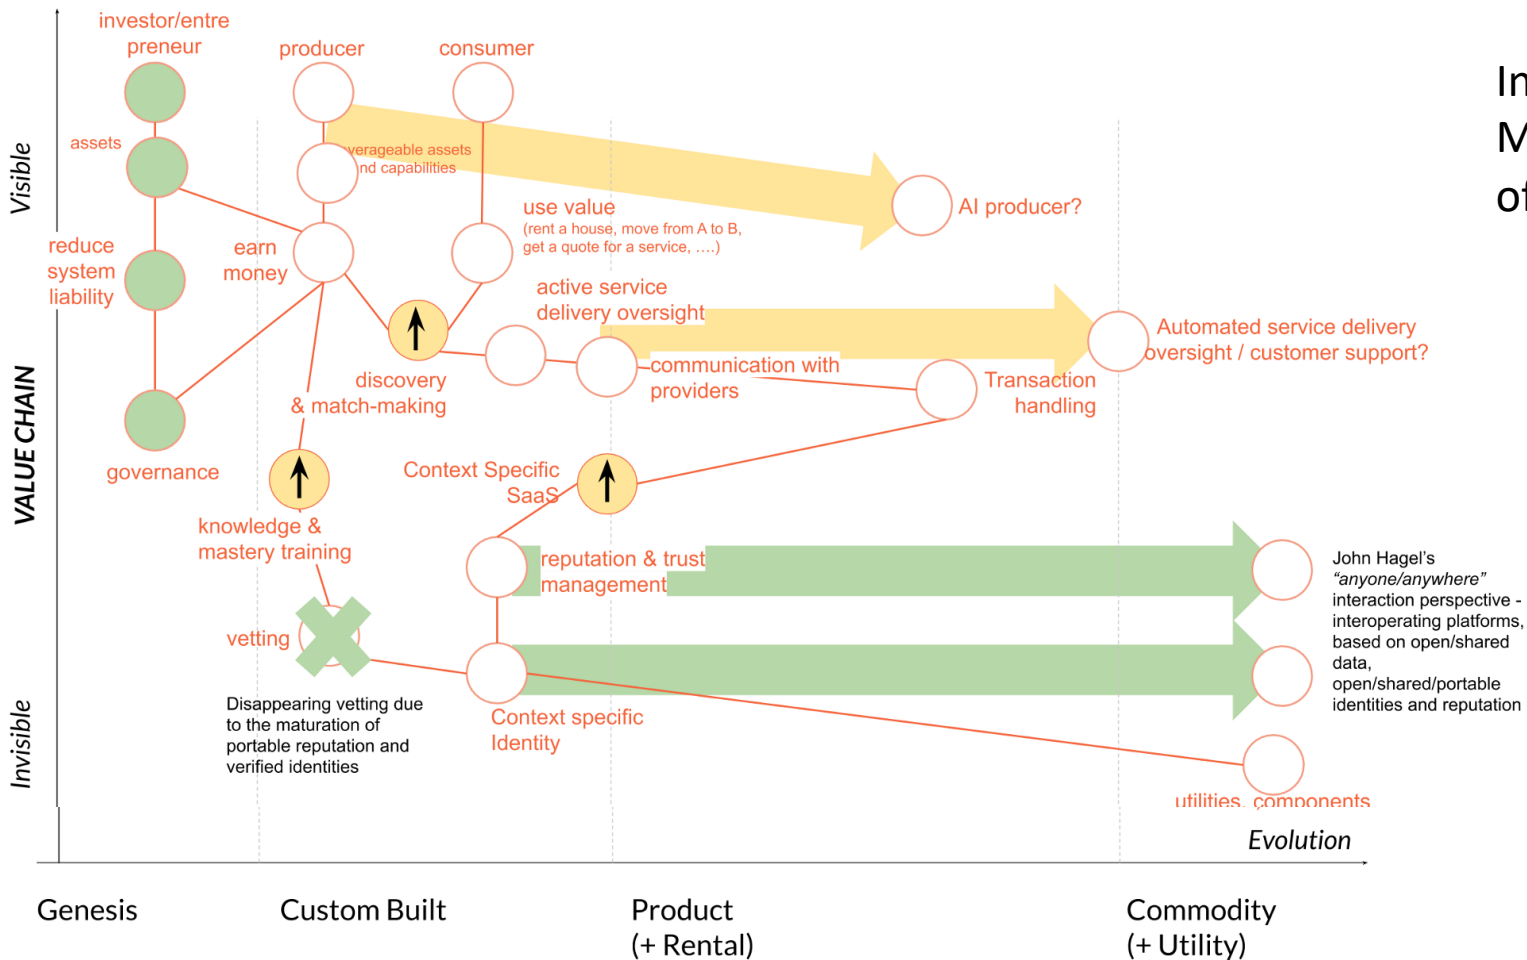 investor/entre
preneur
producer
consumer
assets
verageable assets
nd capabilities
Visible
use value
(rent a house, move from A to B,
get a quote for a service, ….)
AI producer?
reduce
system
liability
earn
money
active service
delivery oversight
Automated service delivery
oversight / customer support?
communication with
providers
discovery
& match-making
Transaction
handling
VALUE CHAIN
governance
Context Specific
SaaS
knowledge &
mastery training
reputation & trust
management
John Hagel’s
“anyone/anywhere”
interaction perspective -
interoperating platforms,
based on open/shared
data,
open/shared/portable
identities and reputation
vetting
Disappearing vetting due
to the maturation of
portable reputation and
verified identities
Context specific
Identity
Invisible
utilities, components
Evolution
Genesis
Custom Built
Product
(+ Rental)
Commodity
(+ Utility)
In
M
of